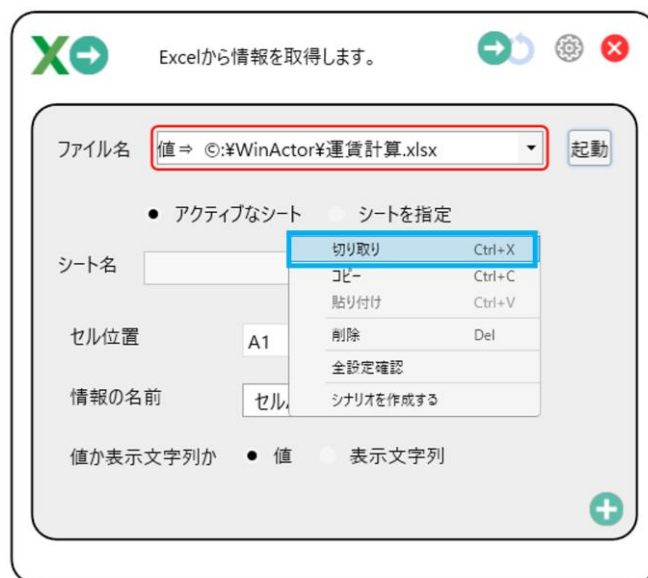 X
Excelから情報を取得します。
ファイル名
値⇒ ©:¥WinActor¥運賃計算.xlsx
起動
アクティブなシート
シートを指定
シート名
切り取り Ctrl+X
コピー Ctrl+C
貼り付け Ctrl+V
削除 Del
全設定確認
シナリオを作成する
セル位置
A1
情報の名前
セル
値か表示文字列か
値
表示文字列